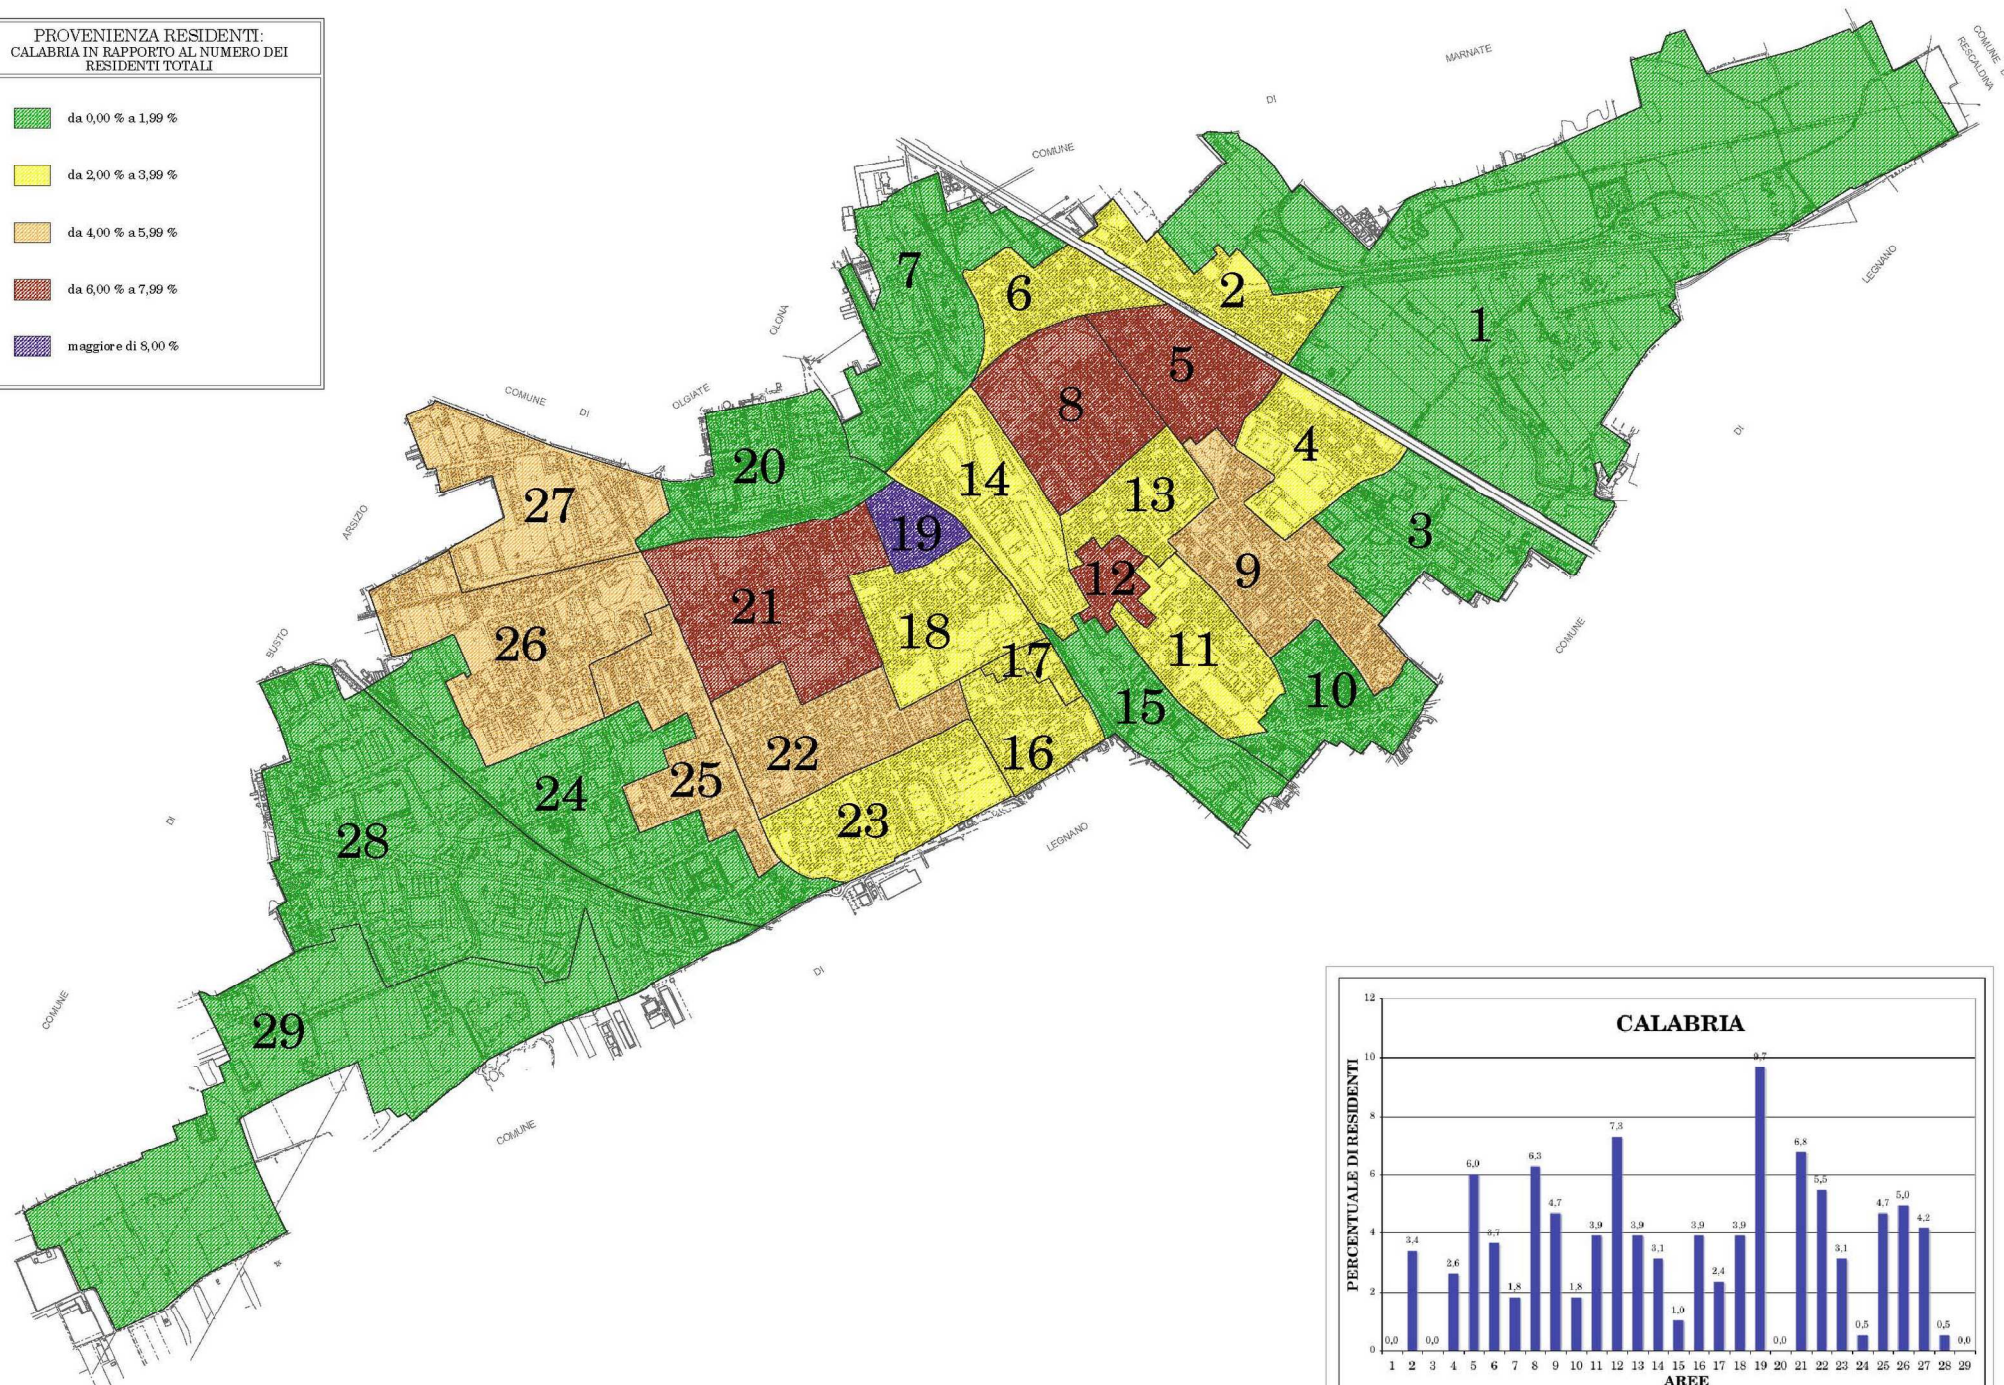 PROVENIENZA RESIDENTI:
CALABRIA IN RAPPORTO AL NUMERO DEI
RESIDENTI TOTALI
da 0,00 % a 1,99 %
da 2,00 % a 3,99 %
da 4,00 % a 5,99 %
da 6,00 % a 7,99 %
maggiore di 8,00 %
COMUNE
RESCALDINA
MARNATE
DI
COMUNE
LEGNANO
DI
COMUNE
OLONA
OLGIATE
DI
COMUNE
ARSIZIO
BUSTO
DI
COMUNE
LEGNANO
DI
COMUNE
1
2
3
4
5
6
7
8
9
10
11
12
13
14
15
16
17
18
19
20
21
22
23
24
25
26
27
28
29
CALABRIA
PERCENTUALE DI RESIDENTI
12
10
8
6
4
2
0
0,0 3,4 0,0 2,6 6,0 3,7 1,8 6,3 4,7 1,8 3,9 7,3 3,9 3,1 1,0 3,9 2,4 3,9 9,7 0,0 6,8 5,5 3,1 0,5 4,7 5,0 4,2 0,5 0,0
1 2 3 4 5 6 7 8 9 10 11 12 13 14 15 16 17 18 19 20 21 22 23 24 25 26 27 28 29
AREE